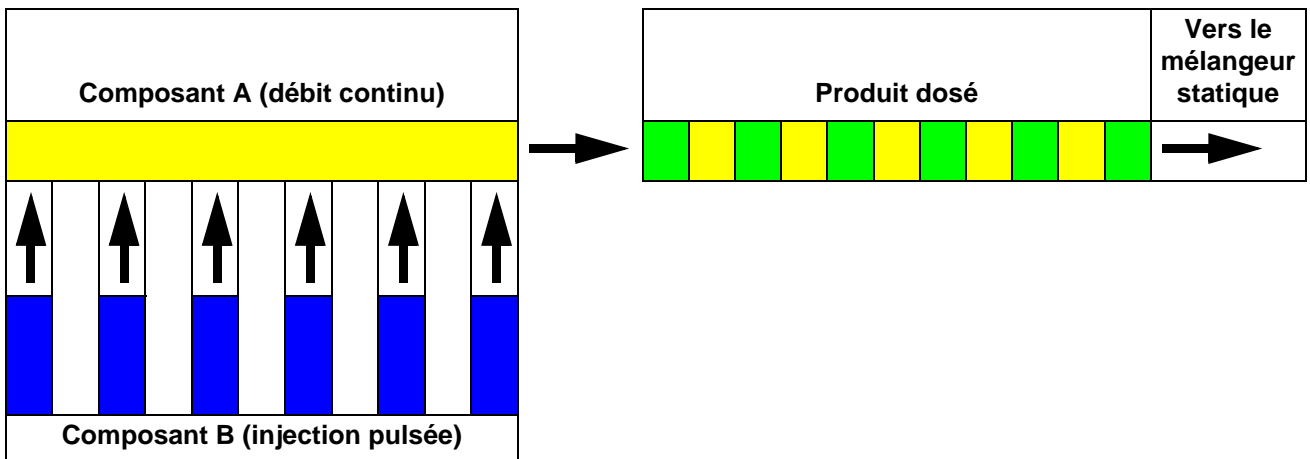 Composant A (débit continu)
Produit dosé
Vers le
mélangeur
statique
Composant B (injection pulsée)